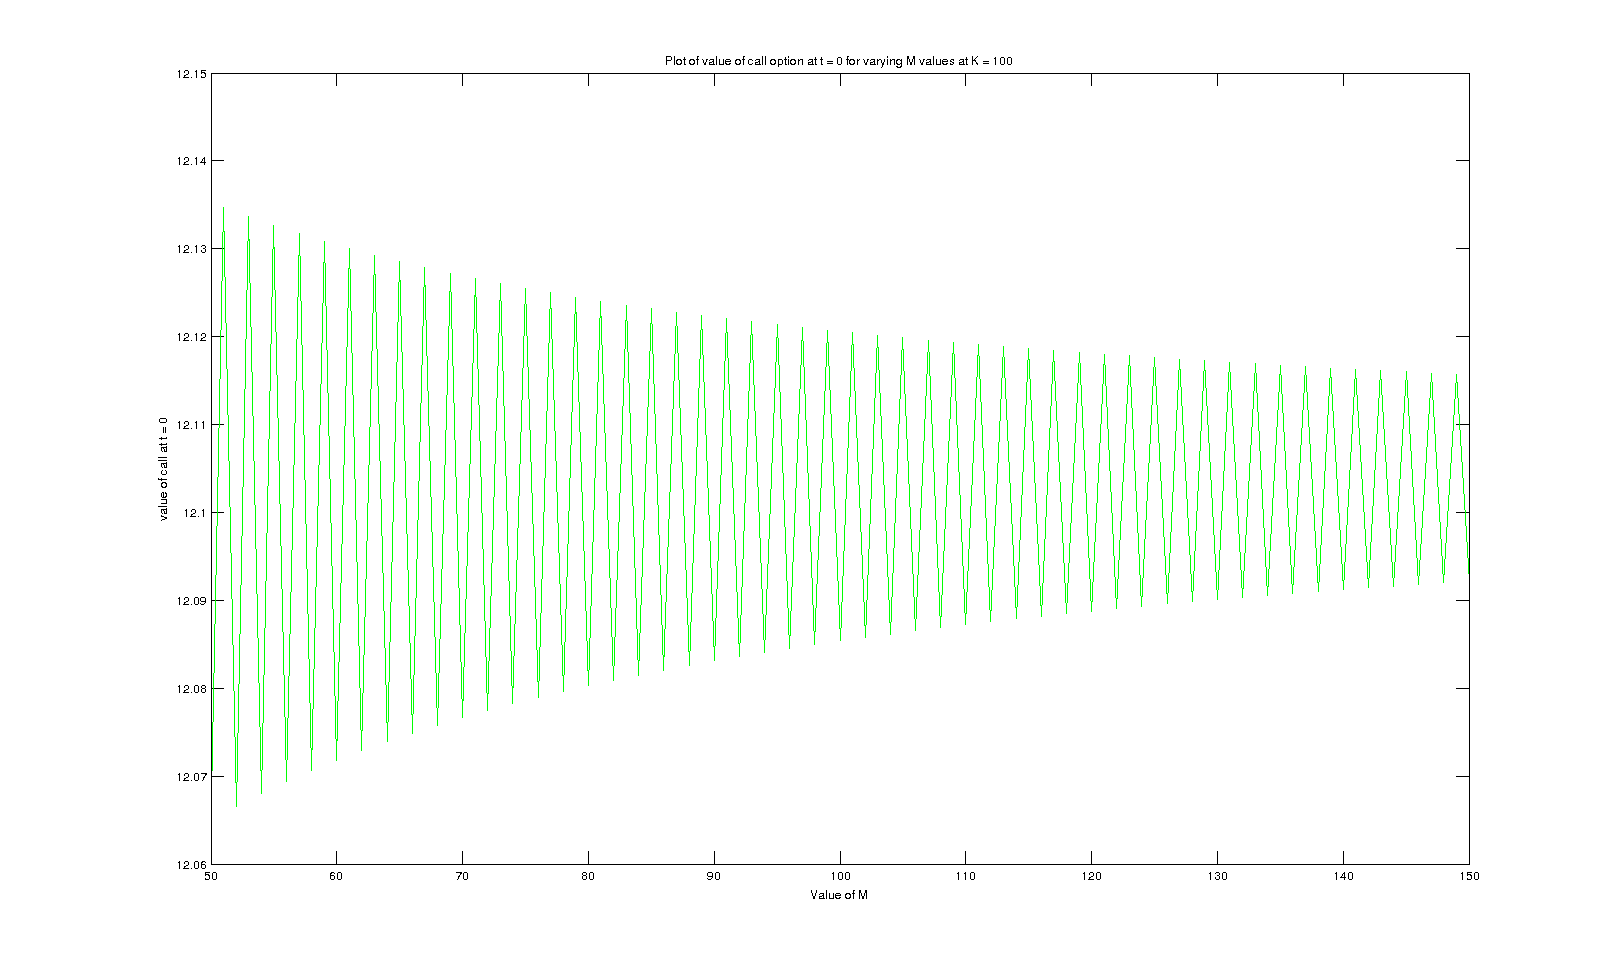 Plot of value of call option at t = 0 for varying M values at K = 100
12.15
12.14
12.13
12.12
12.11
12.1
12.09
12.08
12.07
12.06
value of call at t = 0
50 60 70 80 90 100 110 120 130 140 150
Value of M